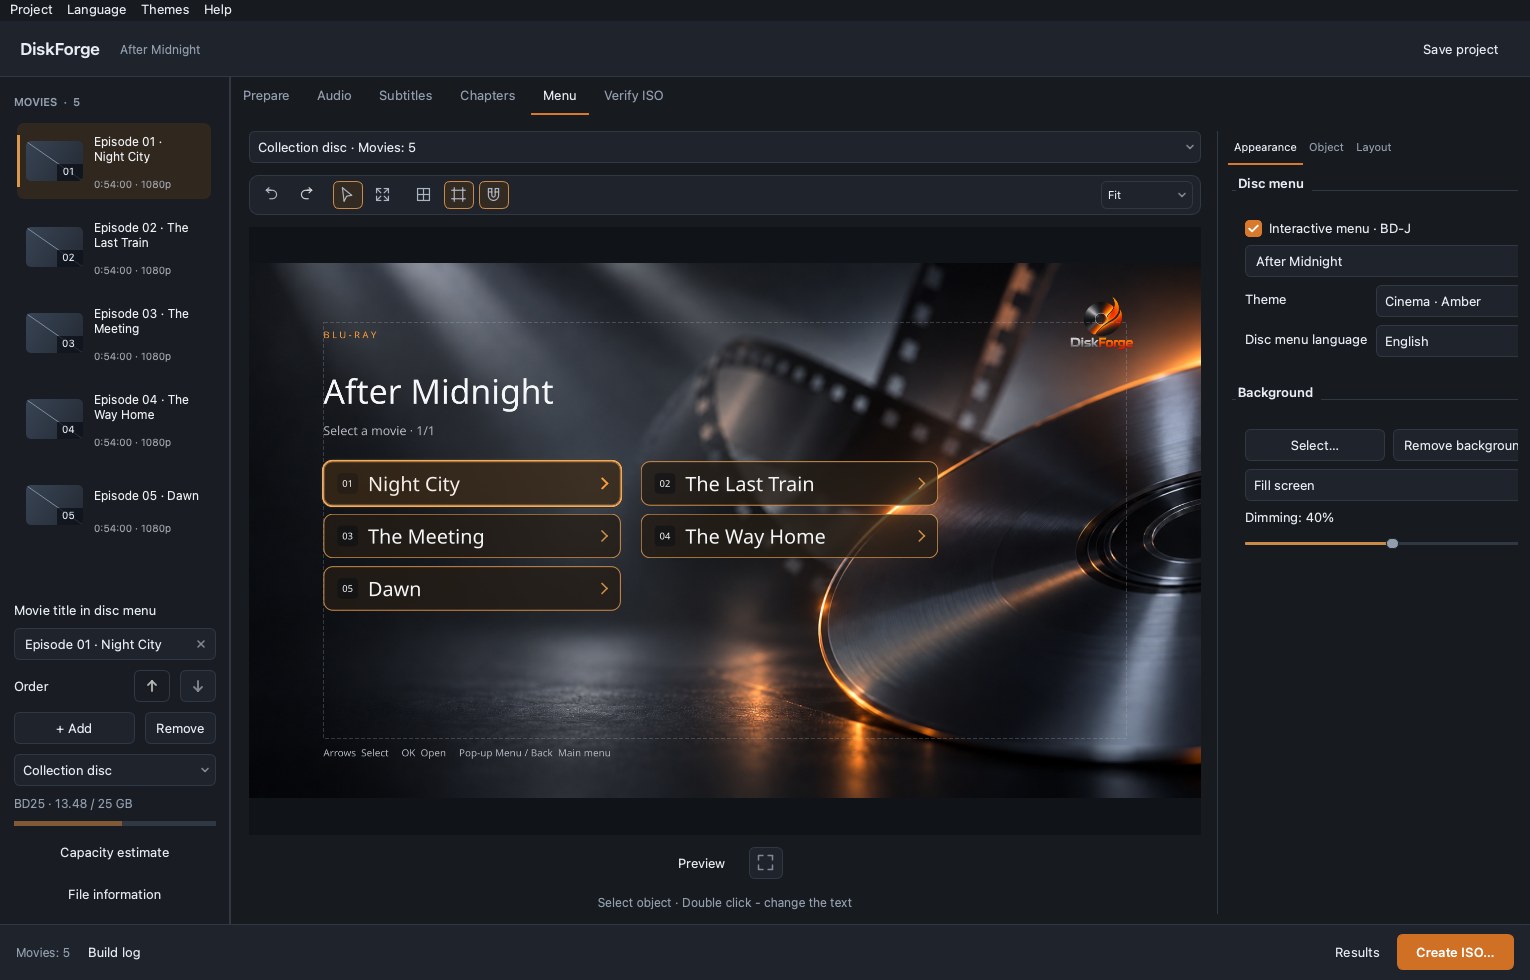 Project Language Themes Help
DiskForge After Midnight Save project
MOVIES · 5
01
Episode 01 ·
Night City
0:54:00 · 1080p
02
Episode 02 · The
Last Train
0:54:00 · 1080p
03
Episode 03 · The
Meeting
0:54:00 · 1080p
04
Episode 04 · The
Way Home
0:54:00 · 1080p
05
Episode 05 · Dawn
0:54:00 · 1080p
Movie title in disc menu
Episode 01 · Night City
Order
+ Add Remove
Collection disc
BD25 · 13.48 / 25 GB
Capacity estimate
File information
Prepare Audio Subtitles Chapters Menu Verify ISO
Collection disc · Movies: 5
Fit
BLU-RAY
DiskForge
After Midnight
Select a movie · 1/1
01 Night City
02 The Last Train
03 The Meeting
04 The Way Home
05 Dawn
Arrows Select OK Open Pop-up Menu / Back Main menu
Preview
Select object · Double click - change the text
Appearance Object Layout
Disc menu
Interactive menu · BD-J
After Midnight
Theme Cinema · Amber
Disc menu language English
Background
Select... Remove backgroun
Fill screen
Dimming: 40%
Movies: 5 Build log Results Create ISO...